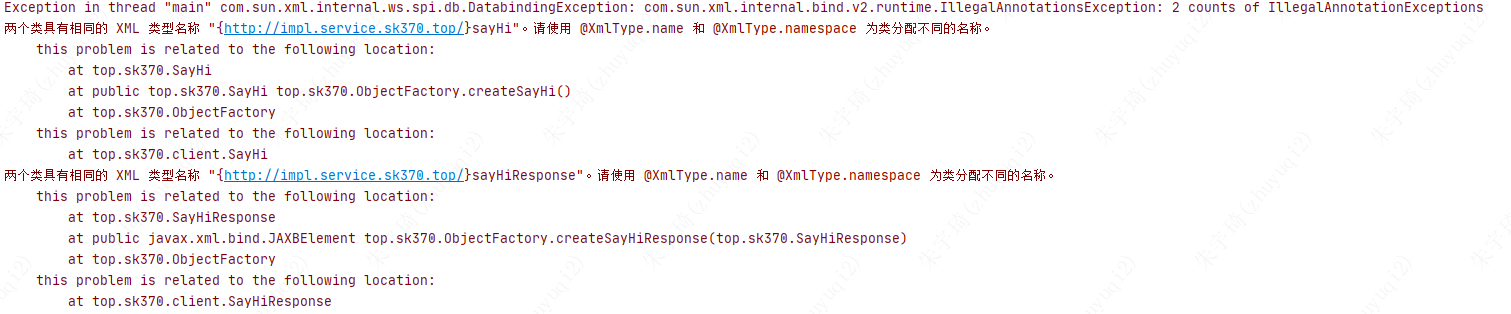 Exception in thread "main" com.sun.xml.internal.ws.spi.db.DatabindingException: com.sun.xml.internal.bind.v2.runtime.IllegalAnnotationsException: 2 counts of IllegalAnnotationExceptions
两个类具有相同的 XML 类型名称 "{http://impl.service.sk370.top/}sayHi"。请使用 @XmlType.name 和 @XmlType.namespace 为类分配不同的名称。
this problem is related to the following location:
at top.sk370.SayHi
at public top.sk370.SayHi top.sk370.ObjectFactory.createSayHi()
at top.sk370.ObjectFactory
this problem is related to the following location:
at top.sk370.client.SayHi
两个类具有相同的 XML 类型名称 "{http://impl.service.sk370.top/}sayHiResponse"。请使用 @XmlType.name 和 @XmlType.namespace 为类分配不同的名称。
this problem is related to the following location:
at top.sk370.SayHiResponse
at public javax.xml.bind.JAXBElement top.sk370.ObjectFactory.createSayHiResponse(top.sk370.SayHiResponse)
at top.sk370.ObjectFactory
this problem is related to the following location:
at top.sk370.client.SayHiResponse